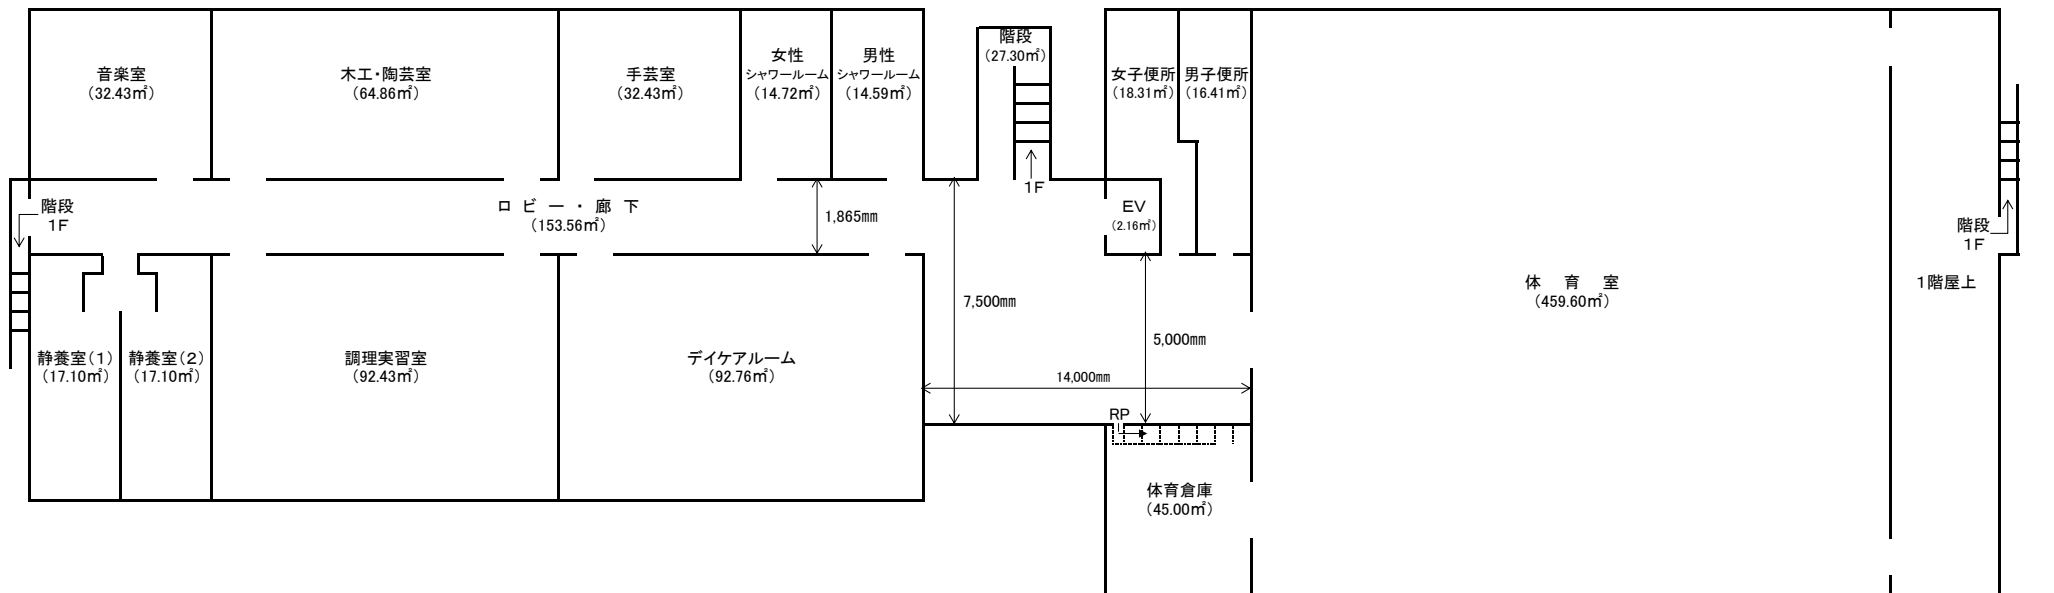 音楽室
（32.43㎡）
木工・陶芸室
（64.86㎡）
手芸室
（32.43㎡）
女性
シャワールーム
（14.72㎡）
男性
シャワールーム
（14.59㎡）
階段
（27.30㎡）
1F
女子便所
（18.31㎡）
男子便所
（16.41㎡）
階段
1F
ロ ビ ー ・ 廊 下
（153.56㎡）
1,865㎜
EV
（2.16㎡）
階段
1F
7,500㎜
5,000㎜
14,000㎜
体 育 室
（459.60㎡）
1階屋上
静養室（1）
（17.10㎡）
静養室（2）
（17.10㎡）
調理実習室
（92.43㎡）
デイケアルーム
（92.76㎡）
RP
体育倉庫
（45.00㎡）